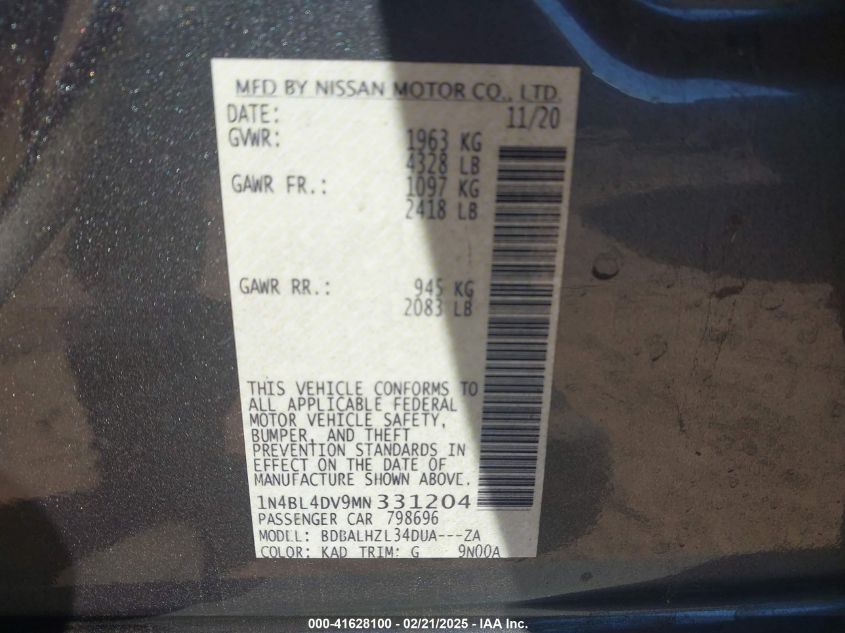 MFD BY NISSAN MOTOR CO., LTD.
DATE: 11/20
GVWR: 1963 KG
4328 LB
GAWR FR.: 1097 KG
2418 LB
GAWR RR.: 945 KG
2083 LB
THIS VEHICLE CONFORMS TO
ALL APPLICABLE FEDERAL
MOTOR VEHICLE SAFETY,
BUMPER, AND THEFT
PREVENTION STANDARDS IN
EFFECT ON THE DATE OF
MANUFACTURE SHOWN ABOVE.
1N4BL4DV9MN331204
PASSENGER CAR 798696
MODEL: BDBALHZL34DUA---ZA
COLOR: KAD TRIM: G 9N00A
000-41628100 - 02/21/2025 - IAA Inc.